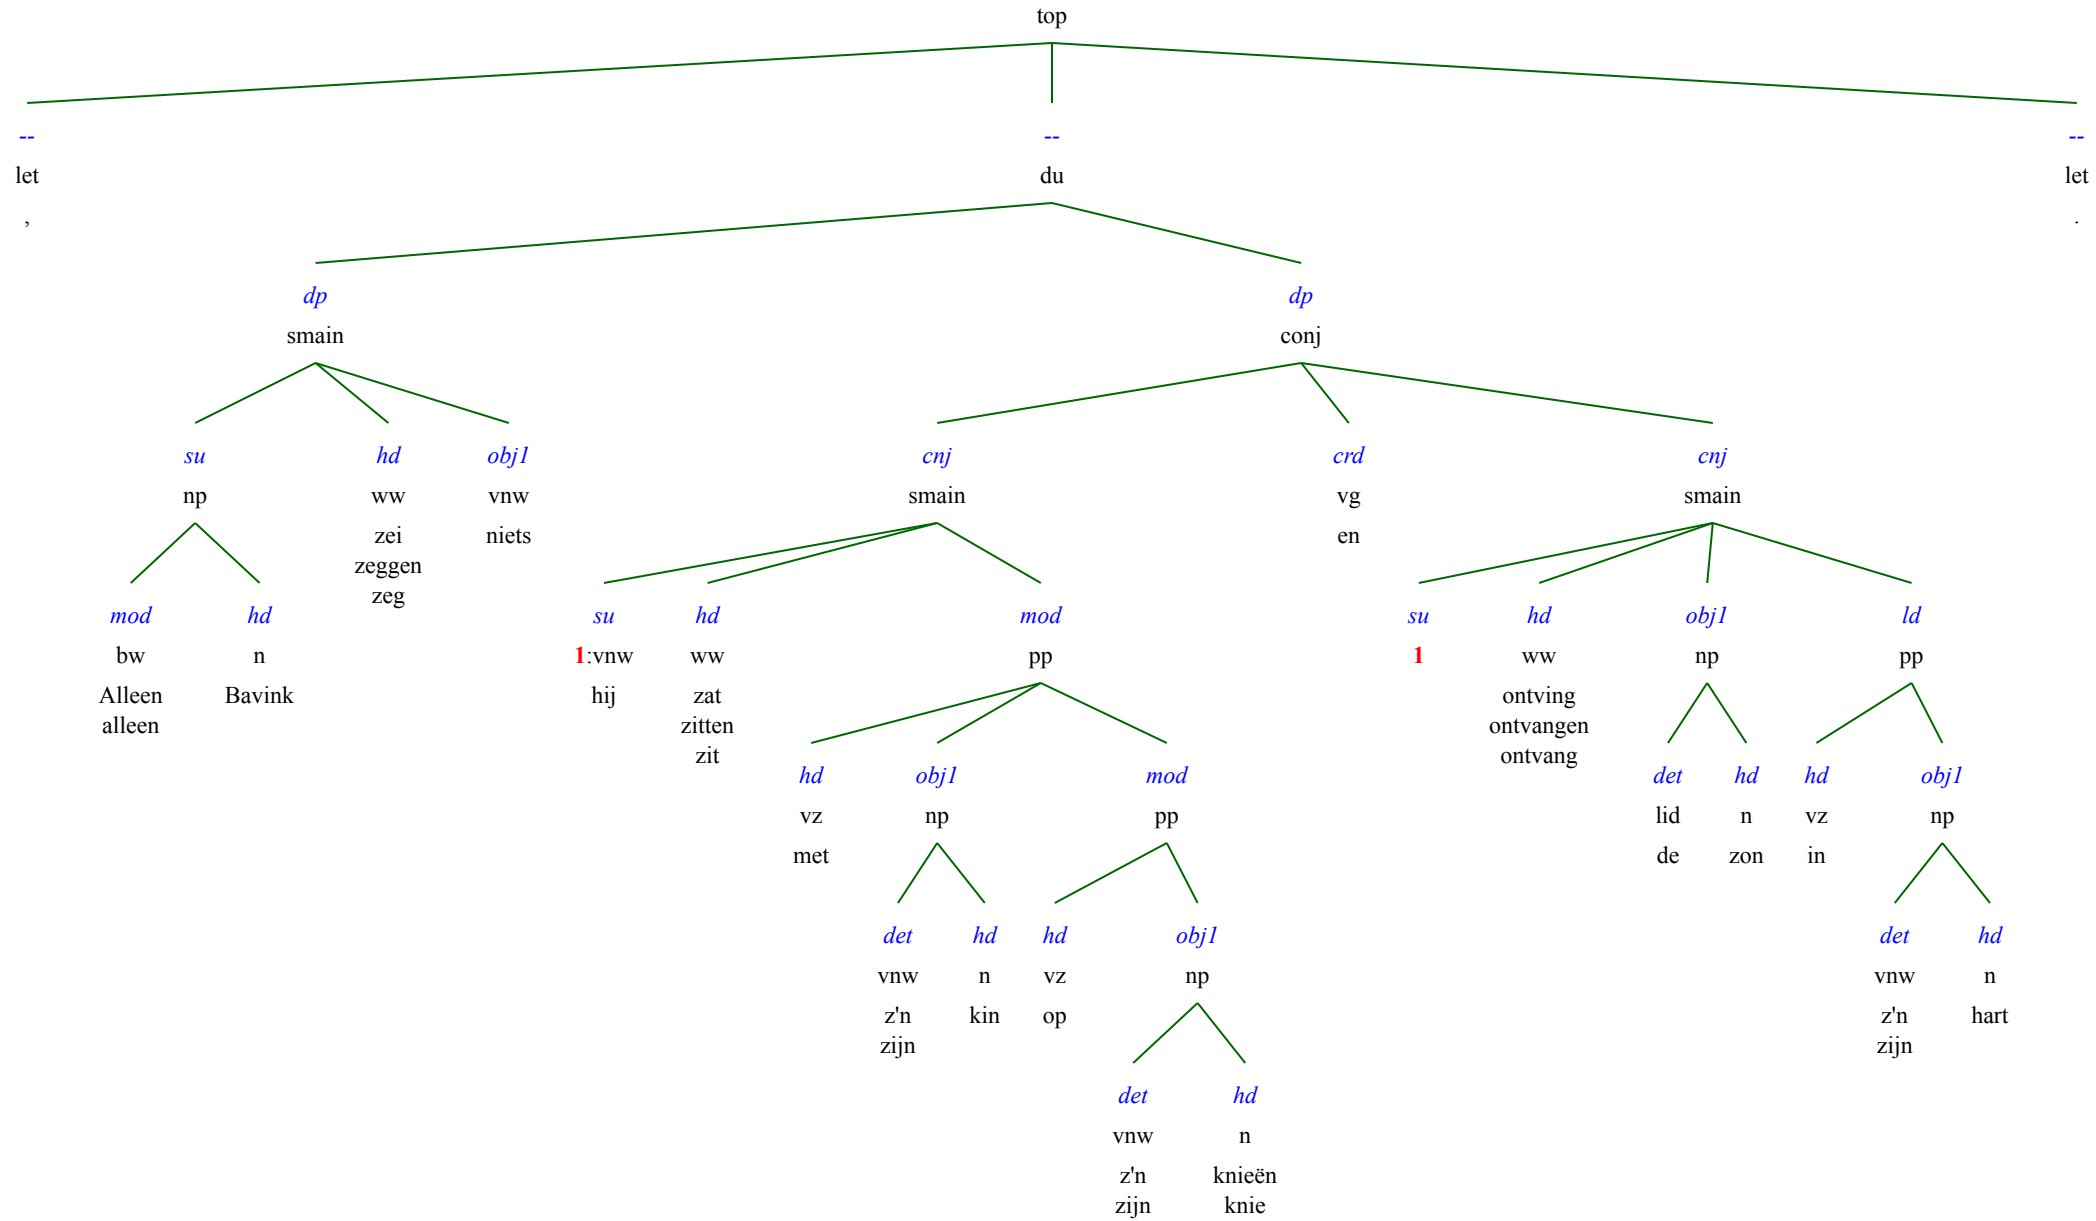 top
-- -- --
let du let
, .
dp dp
smain conj
su hd obj1 cnj crd cnj
np ww vnw smain vg smain
zei niets en
zeggen
zeg
mod hd su hd mod su hd obj1 ld
bw n 1:vnw ww pp 1 ww np pp
Alleen Bavink hij zat ontving
alleen zitten ontvangen
zit ontvang
hd obj1 mod det hd hd obj1
vz np pp lid n vz np
met de zon in
det hd hd obj1 det hd
vnw n vz np vnw n
z'n kin op z'n hart
zijn zijn
det hd
vnw n
z'n knieën
zijn knie